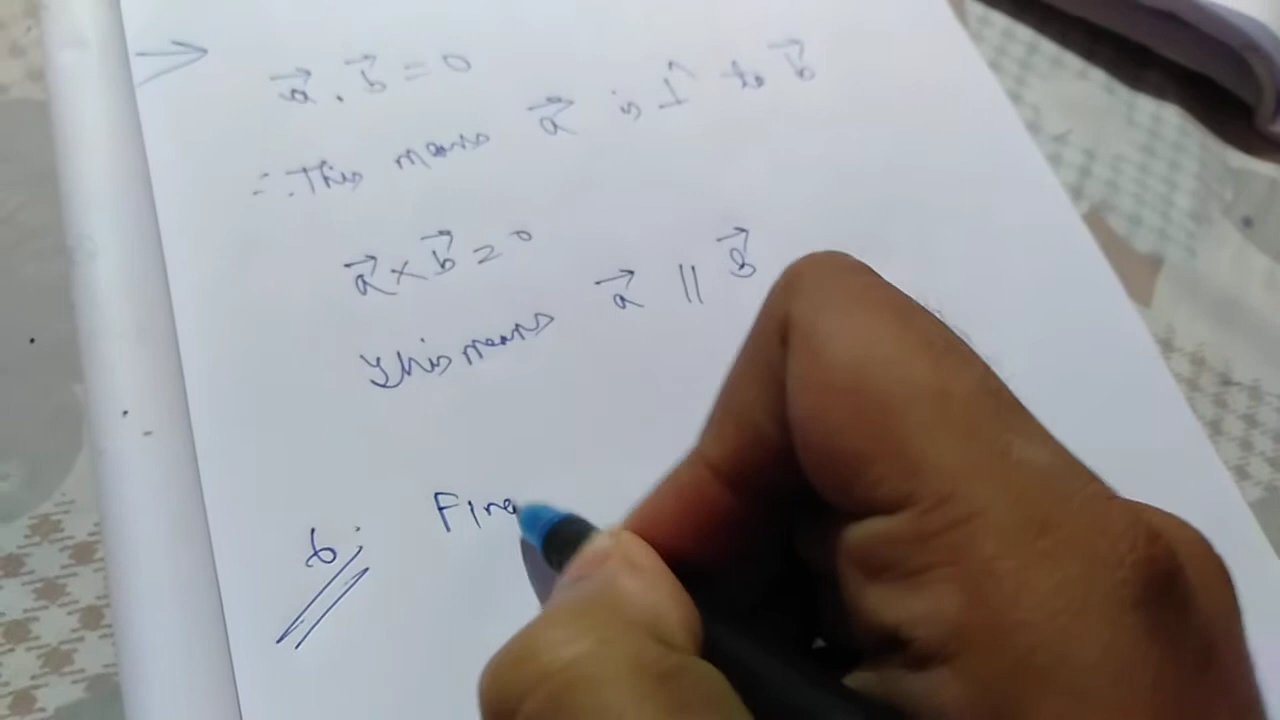 → a⃗ . b⃗ = 0
∴ This means a⃗ is ⊥^r to b⃗
a⃗ × b⃗ = 0
This means a⃗ || b⃗
6. Fin